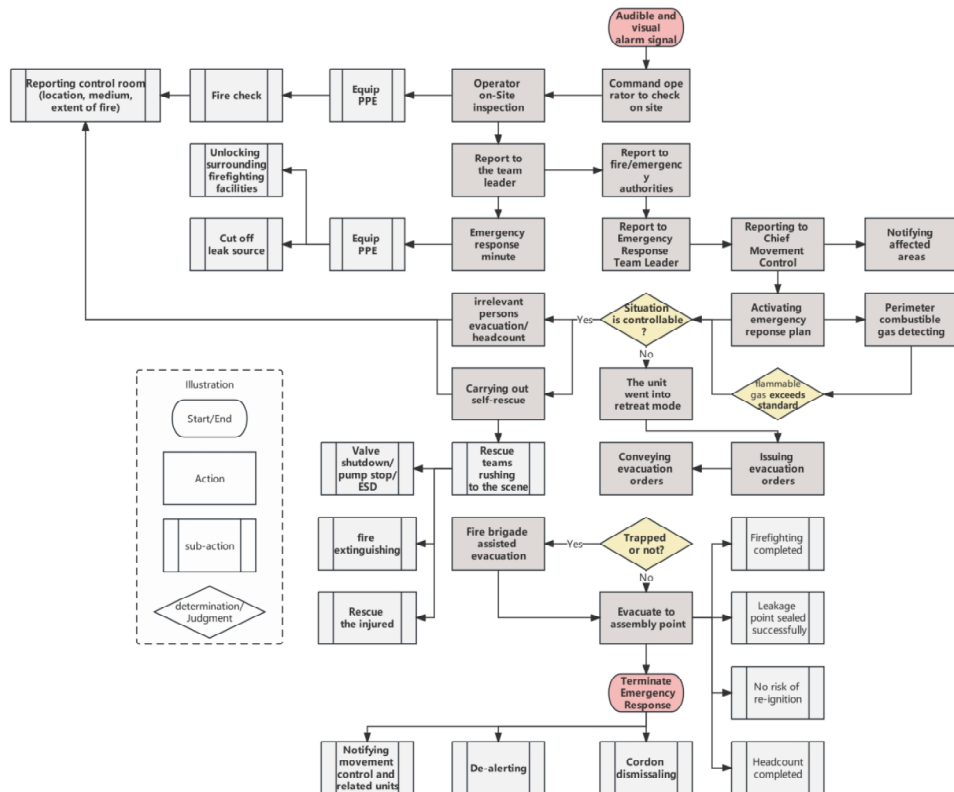 Audible and
visual
alarm signal
Reporting control room
(location, medium,
extent of fire)
Fire check
Equip
PPE
Operator
on-Site
inspection
Command ope
rator to check
on site
Unlocking
surrounding
firefighting
facilities
Report to
the team
leader
Report to
fire/emergenc
y
authorities
Cut off
leak source
Equip
PPE
Emergency
response
minute
Report to
Emergency
Response
Team Leader
Reporting to
Chief
Movement
Control
Notifying
affected
areas
irrelevant
persons
evacuation/
headcount
Yes
Situation
is controllable
?
Activating
emergency
reponse plan
Perimeter
combustible
gas detecting
No
Illustration
Start/End
Action
sub-action
determination/
Judgment
Carrying out
self-rescue
The unit
went into
retreat mode
flammable
gas exceeds
standard
Valve
shutdown/
pump stop/
ESD
Rescue
teams
rushing
to the scene
Conveying
evacuation
orders
Issuing
evacuation
orders
fire
extinguishing
Fire brigade
assisted
evacuation
Yes
Trapped
or not?
Firefighting
completed
No
Rescue
the injured
Evacuate to
assembly point
Leakage
point sealed
successfully
Terminate
Emergency
Response
No risk of
re-ignition
Notifying
movement
control and
related units
De-alerting
Cordon
dismissaling
Headcount
completed